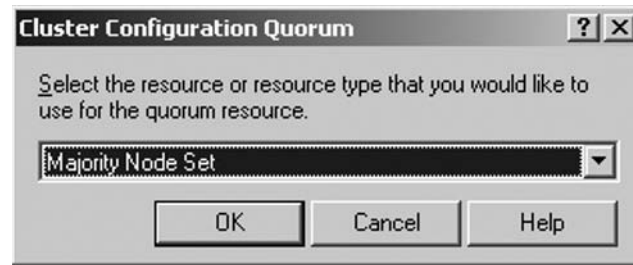 Cluster Configuration Quorum ? X
Select the resource or resource type that you would like to
use for the quorum resource.
Majority Node Set
OK Cancel Help